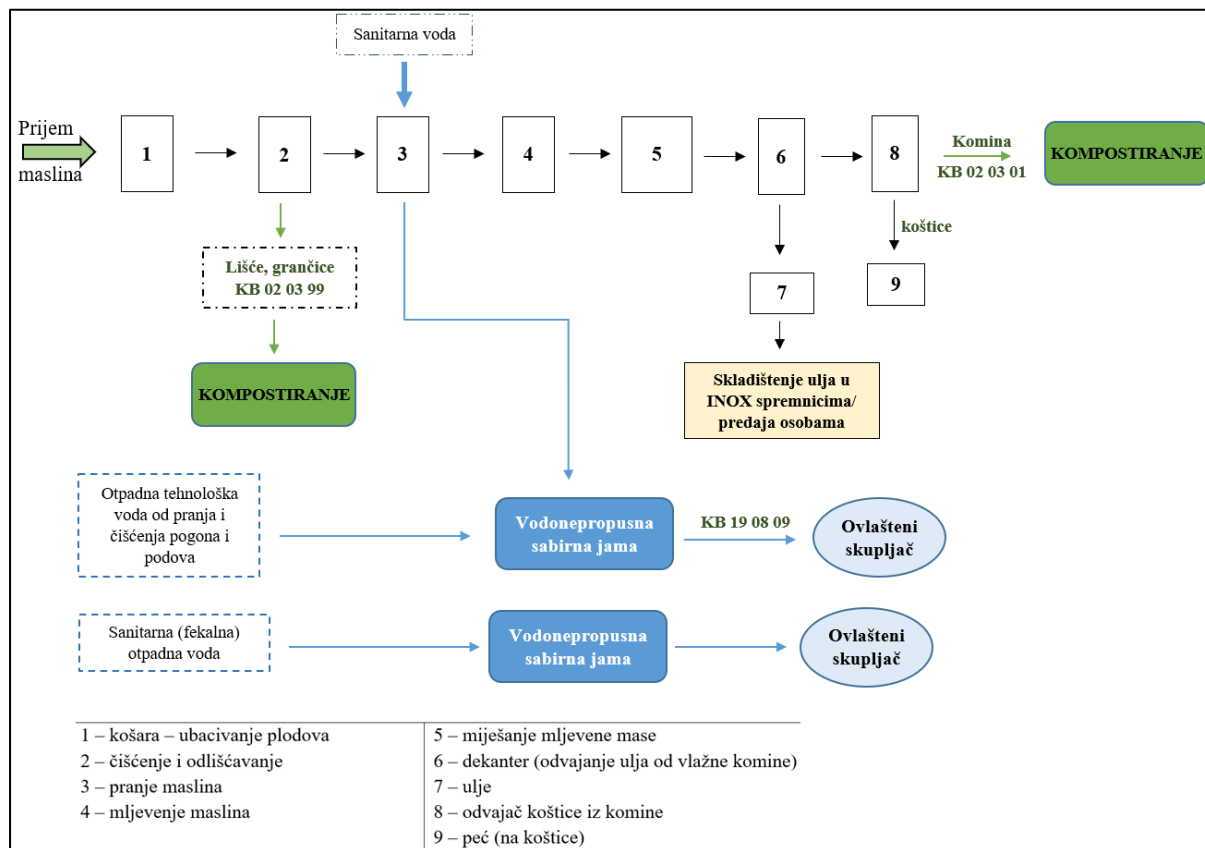 Sanitarna voda
Prijem
maslina
1
2
3
4
5
6
8
Komina
KB 02 03 01
KOMPOSTIRANJE
Lišće, grančice
KB 02 03 99
koštice
7
9
KOMPOSTIRANJE
Skladištenje ulja u
INOX spremnicima/
predaja osobama
Otpadna tehnološka
voda od pranja i
čišćenja pogona i
podova
Vodonepropusna
sabirna jama
KB 19 08 09
Ovlašteni
skupljač
Sanitarna (fekalna)
otpadna voda
Vodonepropusna
sabirna jama
Ovlašteni
skupljač
1 – košara – ubacivanje plodova
2 – čišćenje i odlišćavanje
3 – pranje maslina
4 – mljevenje maslina
5 – miješanje mljevene mase
6 – dekanter (odvajanje ulja od vlažne komine)
7 – ulje
8 – odvajač koštice iz komine
9 – peć (na koštice)